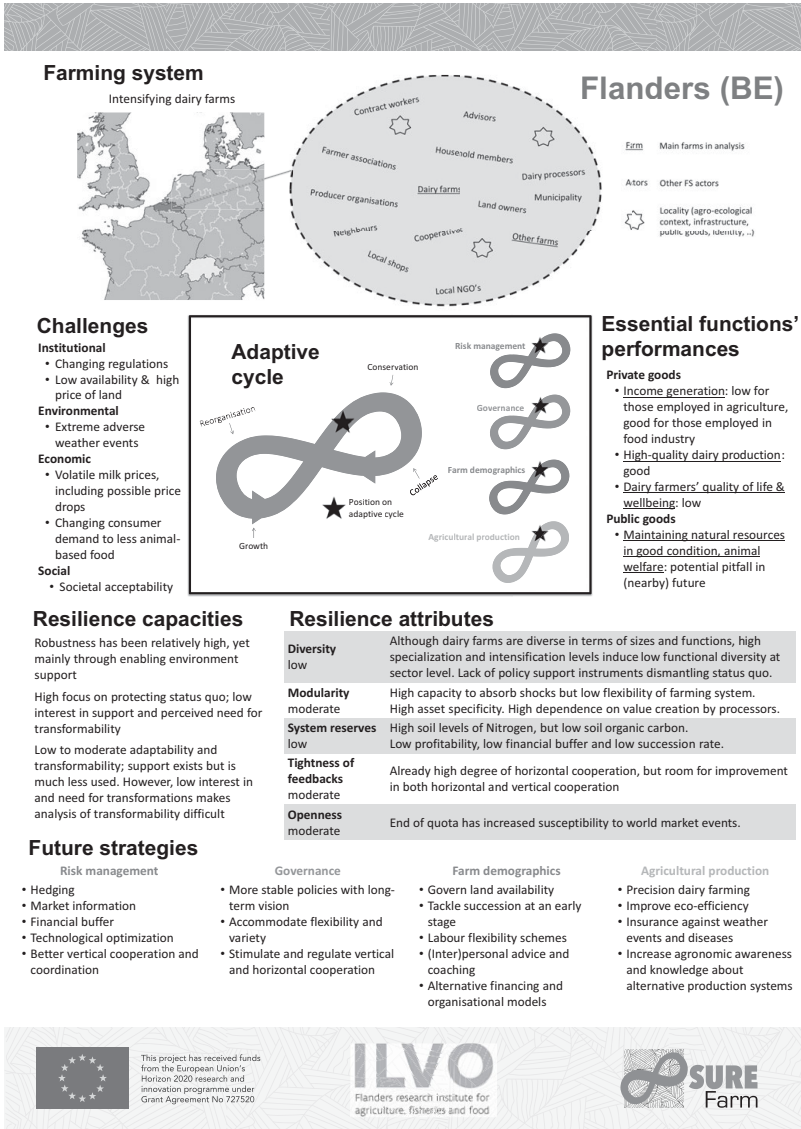 Farming system
Intensifying dairy farms
Flanders (BE)
Contract workers
Advisors
Farmer associations
Household members
Dairy processors
Producer organisations
Dairy farms
Land owners
Municipality
Neighbours
Cooperatives
Other farms
Local shops
Local NGO's
Farm
Main farms in analysis
Actors
Other FS actors
Locality (agro-ecological
context, infrastructure,
public goods, identity, ..)
Challenges
Institutional
• Changing regulations
• Low availability & high
price of land
Environmental
• Extreme adverse
weather events
Economic
• Volatile milk prices,
including possible price
drops
• Changing consumer
demand to less animal-
based food
Social
• Societal acceptability
Adaptive
cycle
Conservation
Reorganisation
Collapse
Position on
adaptive cycle
Growth
Risk management
Governance
Farm demographics
Agricultural production
Essential functions'
performances
Private goods
• Income generation: low for
those employed in agriculture,
good for those employed in
food industry
• High-quality dairy production:
good
• Dairy farmers' quality of life &
wellbeing: low
Public goods
• Maintaining natural resources
in good condition, animal
welfare: potential pitfall in
(nearby) future
Resilience capacities
Robustness has been relatively high, yet
mainly through enabling environment
support
High focus on protecting status quo; low
interest in support and perceived need for
transformability
Low to moderate adaptability and
transformability; support exists but is
much less used. However, low interest in
and need for transformations makes
analysis of transformability difficult
Resilience attributes
Diversity
low
Although dairy farms are diverse in terms of sizes and functions, high
specialization and intensification levels induce low functional diversity at
sector level. Lack of policy support instruments dismantling status quo.
Modularity
moderate
High capacity to absorb shocks but low flexibility of farming system.
High asset specificity. High dependence on value creation by processors.
System reserves
low
High soil levels of Nitrogen, but low soil organic carbon.
Low profitability, low financial buffer and low succession rate.
Tightness of
feedbacks
moderate
Already high degree of horizontal cooperation, but room for improvement
in both horizontal and vertical cooperation
Openness
moderate
End of quota has increased susceptibility to world market events.
Future strategies
Risk management
• Hedging
• Market information
• Financial buffer
• Technological optimization
• Better vertical cooperation and
coordination
Governance
• More stable policies with long-
term vision
• Accommodate flexibility and
variety
• Stimulate and regulate vertical
and horizontal cooperation
Farm demographics
• Govern land availability
• Tackle succession at an early
stage
• Labour flexibility schemes
• (Inter)personal advice and
coaching
• Alternative financing and
organisational models
Agricultural production
• Precision dairy farming
• Improve eco-efficiency
• Insurance against weather
events and diseases
• Increase agronomic awareness
and knowledge about
alternative production systems
This project has received funds
from the European Union's
Horizon 2020 research and
innovation programme under
Grant Agreement No 727520
ILVO
Flanders research institute for
agriculture, fisheries and food
SURE
Farm